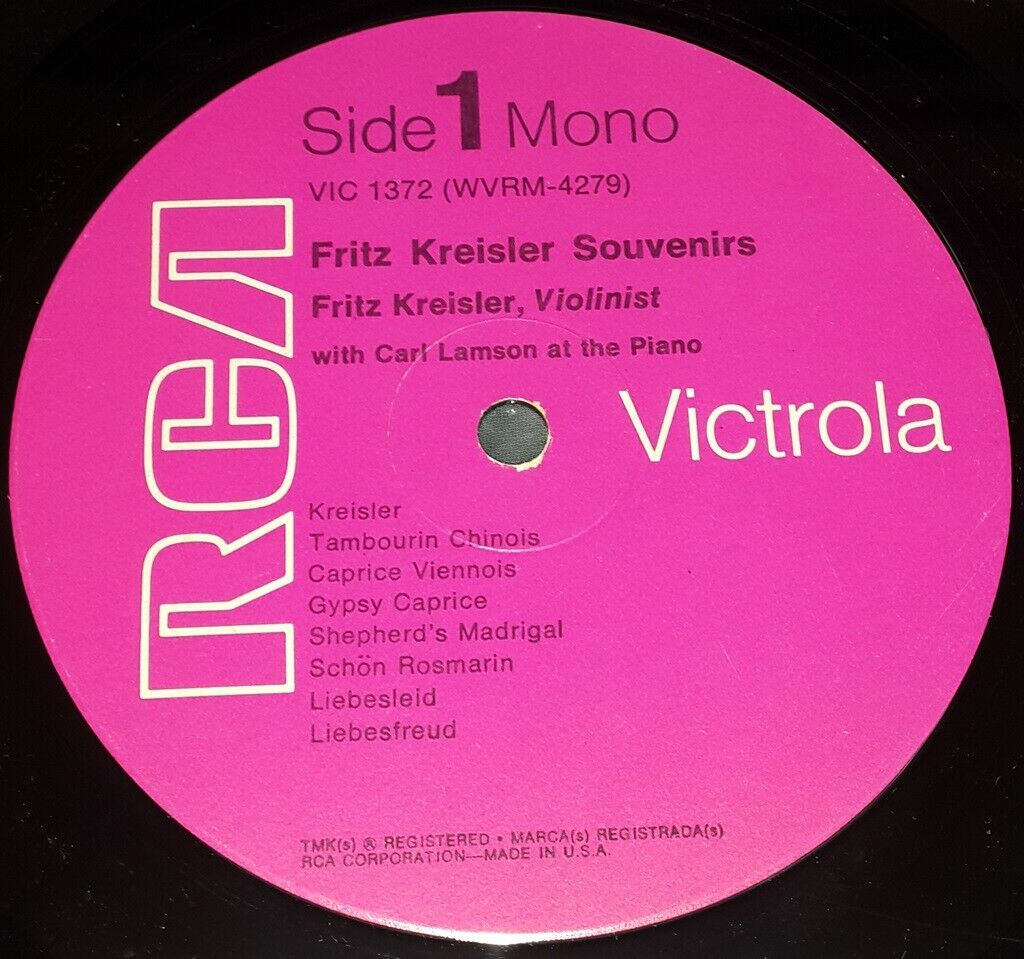 Side 1 Mono
VIC 1372 (WVRM-4279)
Fritz Kreisler Souvenirs
Fritz Kreisler, Violinist
with Carl Lamson at the Piano
RCA
Victrola
Kreisler
Tambourin Chinois
Caprice Viennois
Gypsy Caprice
Shepherd's Madrigal
Schön Rosmarin
Liebesleid
Liebesfreud
TMK(s) ® REGISTERED • MARCA(s) REGISTRADA(s)
RCA CORPORATION—MADE IN U.S.A.